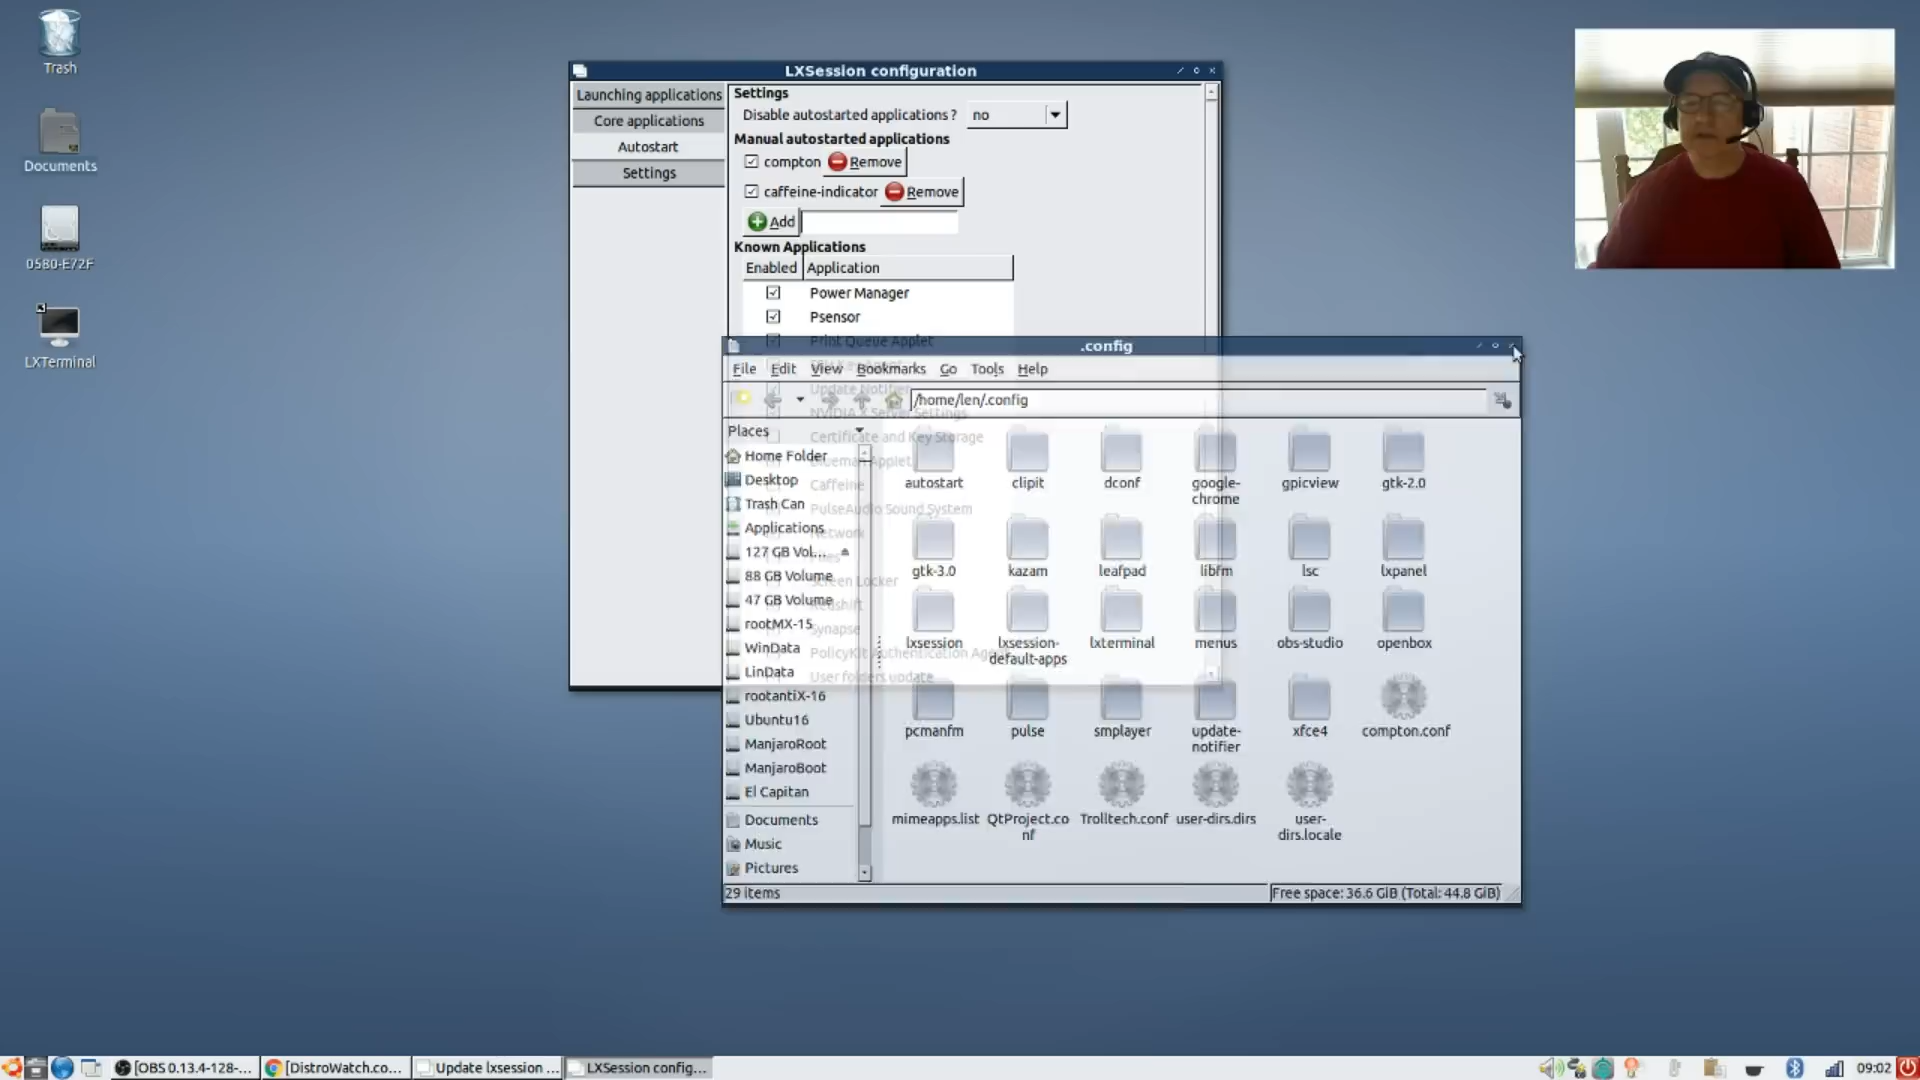 Trash
Documents
0580-E72F
LXTerminal
LXSession configuration
Launching applications
Core applications
Autostart
Settings
Settings
Disable autostarted applications ? no
Manual autostarted applications
compton Remove
caffeine-indicator Remove
Add
Known Applications
Enabled Application
Power Manager
Psensor
Print Queue Applet
Update Notifier
NVIDIA X Server Settings
Certificate and Key Storage
Blueman Applet
Caffeine
PulseAudio Sound System
Network
Files
Screen Locker
Redshift
Synapse
PolicyKit Authentication Agent
User folders update
.config
File Edit View Bookmarks Go Tools Help
/home/len/.config
Places
Home Folder
Desktop
Trash Can
Applications
127 GB Vol...
88 GB Volume
47 GB Volume
rootMX-15
WinData
LinData
rootantiX-16
Ubuntu16
ManjaroRoot
ManjaroBoot
El Capitan
Documents
Music
Pictures
autostart clipit dconf google-chrome gpicview gtk-2.0
gtk-3.0 kazam leafpad libfm lsc lxpanel
lxsession lxsession-default-apps lxterminal menus obs-studio openbox
pcmanfm pulse smplayer update-notifier xfce4 compton.conf
mimeapps.list QtProject.conf Trolltech.conf user-dirs.dirs user-dirs.locale
29 items
Free space: 36.6 GiB (Total: 44.8 GiB)
[OBS 0.13.4-128-...
[DistroWatch.co...
Update lxsession ...
LXSession config...
09:02